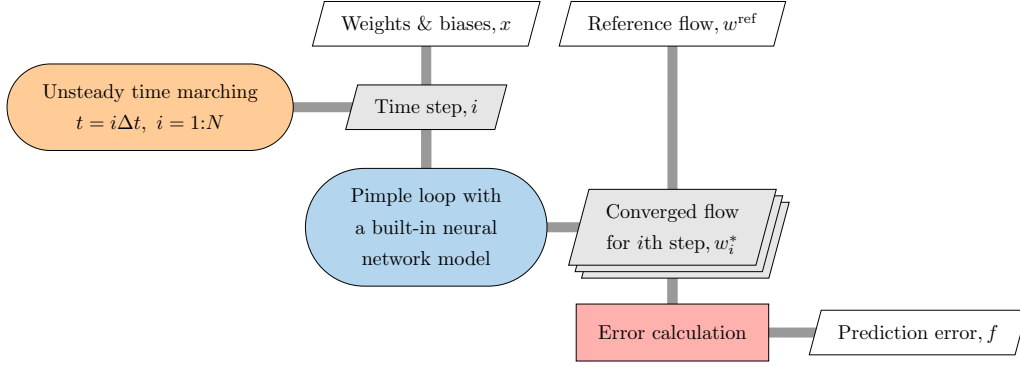 Weights & biases, x
Reference flow, w^ref
Unsteady time marching
t = iΔt, i = 1:N
Time step, i
Pimple loop with
a built-in neural
network model
Converged flow
for ith step, w_i^*
Error calculation
Prediction error, f